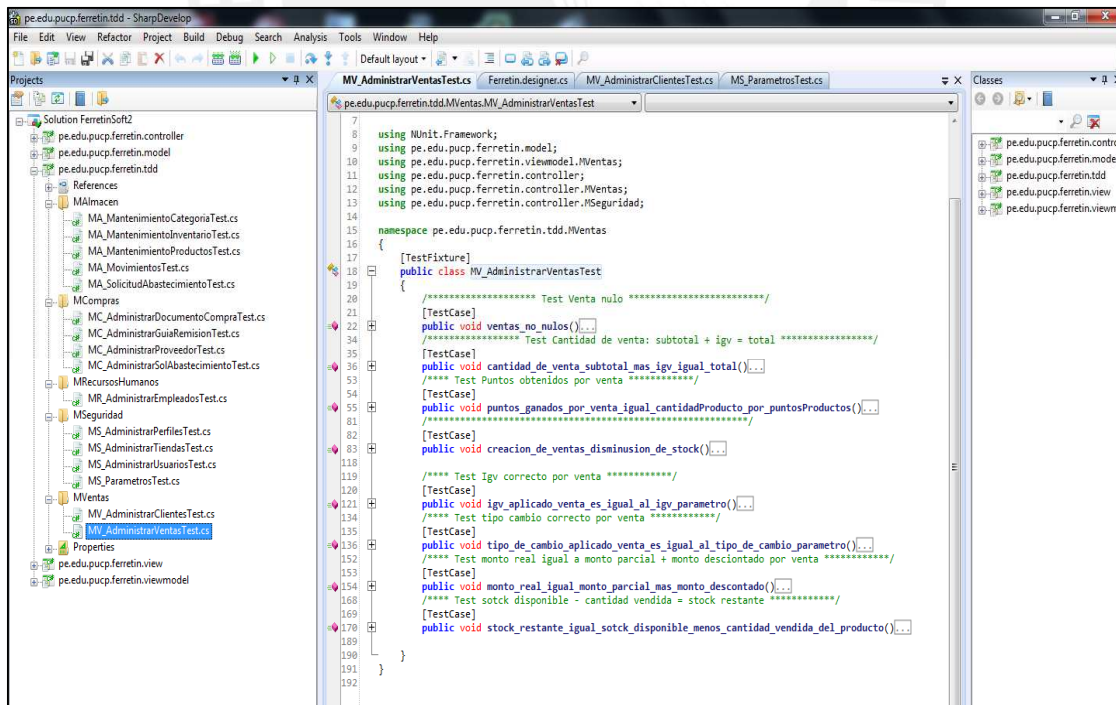 pe.edu.pucp.ferretin.tdd - SharpDevelop
File Edit View Refactor Project Build Debug Search Analysis Tools Window Help
Default layout
Projects
Solution FerretinSoft2
pe.edu.pucp.ferretin.controller
pe.edu.pucp.ferretin.model
pe.edu.pucp.ferretin.tdd
References
MAlmacen
MA_MantenimientoCategoriaTest.cs
MA_MantenimientoInventarioTest.cs
MA_MantenimientoProductosTest.cs
MA_MovimientosTest.cs
MA_SolicitudAbastecimientoTest.cs
MCompras
MC_AdministrarDocumentoCompraTest.cs
MC_AdministrarGuiaRemisionTest.cs
MC_AdministrarProveedorTest.cs
MC_AdministrarSolAbastecimientoTest.cs
MRecursosHumanos
MR_AdministrarEmpleadosTest.cs
MSeguridad
MS_AdministrarPerfilesTest.cs
MS_AdministrarTiendasTest.cs
MS_AdministrarUsuariosTest.cs
MS_ParametrosTest.cs
MVentas
MV_AdministrarClientesTest.cs
MV_AdministrarVentasTest.cs
Properties
pe.edu.pucp.ferretin.view
pe.edu.pucp.ferretin.viewmodel
MV_AdministrarVentasTest.cs Ferretin.designer.cs MV_AdministrarClientesTest.cs MS_ParametrosTest.cs
pe.edu.pucp.ferretin.tdd.MVentas.MV_AdministrarVentasTest
7
8 using NUnit.Framework;
9 using pe.edu.pucp.ferretin.model;
10 using pe.edu.pucp.ferretin.viewmodel.MVentas;
11 using pe.edu.pucp.ferretin.controller;
12 using pe.edu.pucp.ferretin.controller.MVentas;
13 using pe.edu.pucp.ferretin.controller.MSeguridad;
14
15 namespace pe.edu.pucp.ferretin.tdd.MVentas
16 {
17 [TestFixture]
18 public class MV_AdministrarVentasTest
19 {
20 /******************** Test Venta nulo *************************/
21 [TestCase]
22 public void ventas_no_nulos()...
34 /***************** Test Cantidad de venta: subtotal + igv = total *****************/
35 [TestCase]
36 public void cantidad_de_venta_subtotal_mas_igv_igual_total()...
53 /**** Test Puntos obtenidos por venta ************/
54 [TestCase]
55 public void puntos_ganados_por_venta_igual_cantidadProducto_por_puntosProductos()...
81 /***********************************************************/
82 [TestCase]
83 public void creacion_de_ventas_disminusion_de_stock()...
118
119 /**** Test Igv correcto por venta ************/
120 [TestCase]
121 public void igv_aplicado_venta_es_igual_al_igv_parametro()...
134 /**** Test tipo cambio correcto por venta ************/
135 [TestCase]
136 public void tipo_de_cambio_aplicado_venta_es_igual_al_tipo_de_cambio_parametro()...
152 /**** Test monto real igual a monto parcial + monto desciontado por venta ************/
153 [TestCase]
154 public void monto_real_igual_monto_parcial_mas_monto_descontado()...
168 /**** Test sotck disponible - cantidad vendida = stock restante ************/
169 [TestCase]
170 public void stock_restante_igual_sotck_disponible_menos_cantidad_vendida_del_producto()...
189
190 }
191 }
192
Classes
pe.edu.pucp.ferretin.contro
pe.edu.pucp.ferretin.mode
pe.edu.pucp.ferretin.tdd
pe.edu.pucp.ferretin.view
pe.edu.pucp.ferretin.viewm